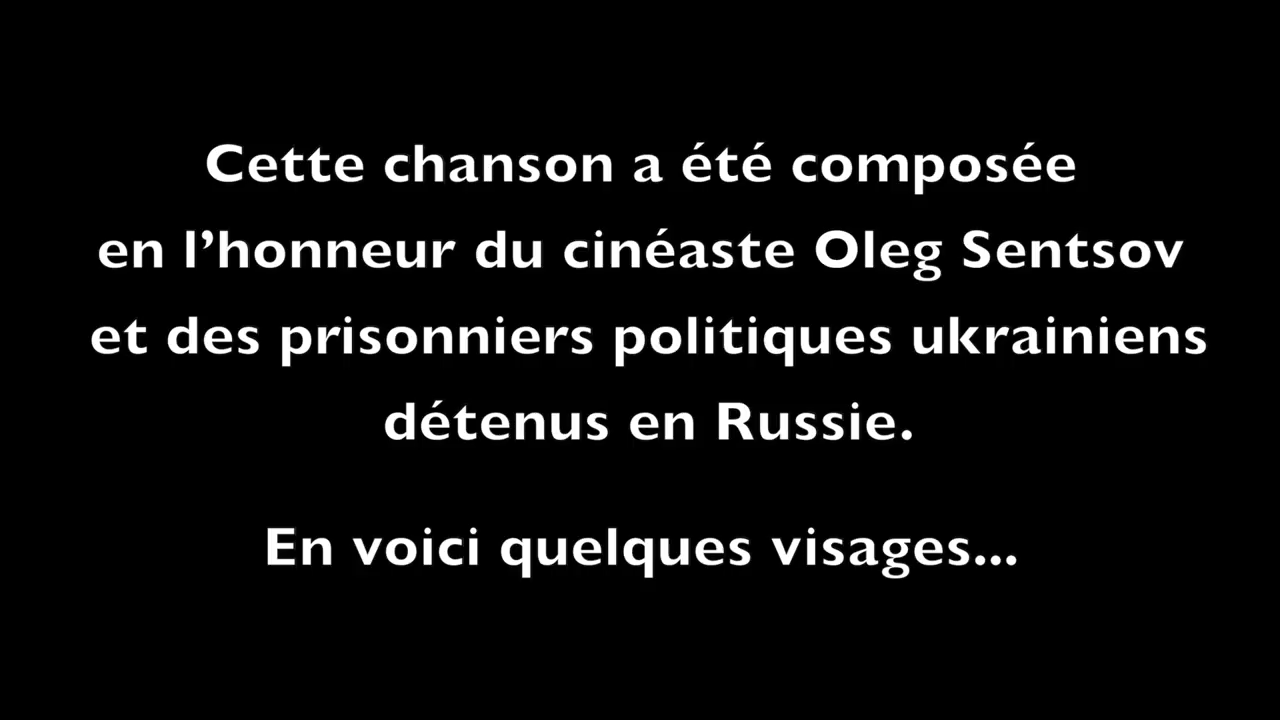 Cette chanson a été composée
en l’honneur du cinéaste Oleg Sentsov
et des prisonniers politiques ukrainiens
détenus en Russie.
En voici quelques visages...